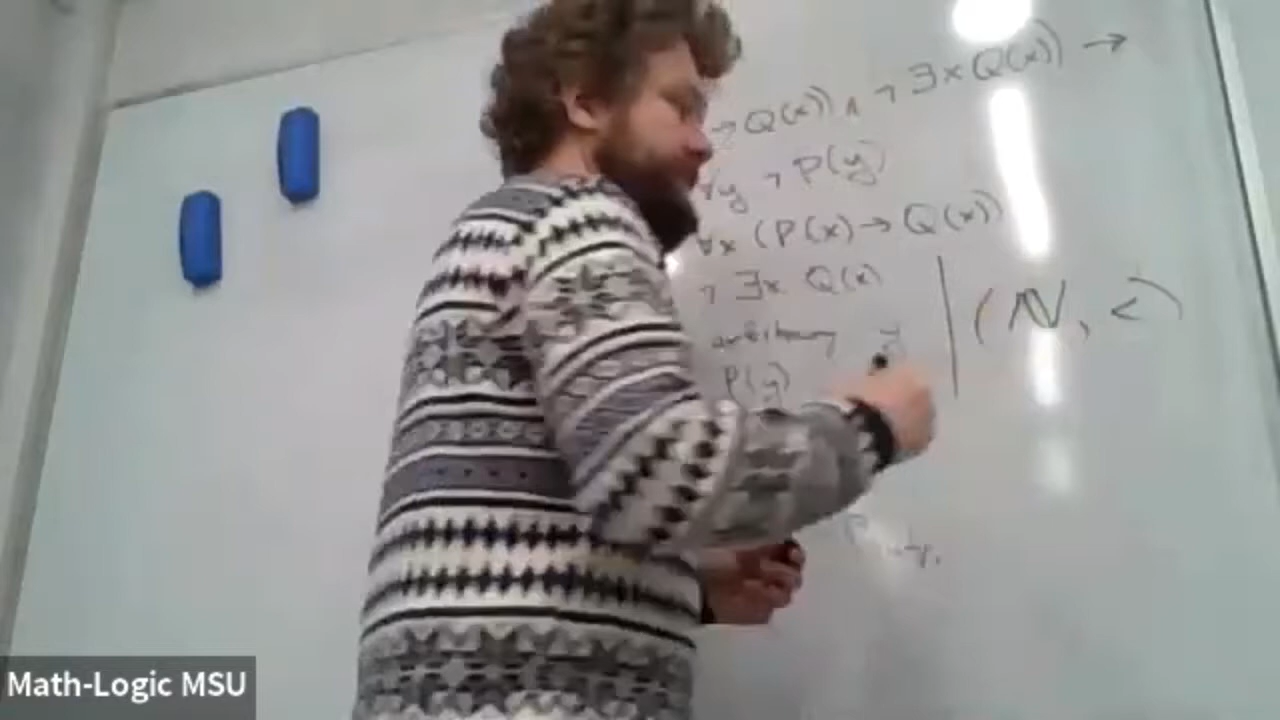 → Q(x)) ∧ ¬ ∃x Q(x)) →
∀y ¬ P(y)
∀x (P(x) → Q(x))
¬ ∃x Q(x)
(ℕ, <)
arbitrary y
P(y)
Math-Logic MSU